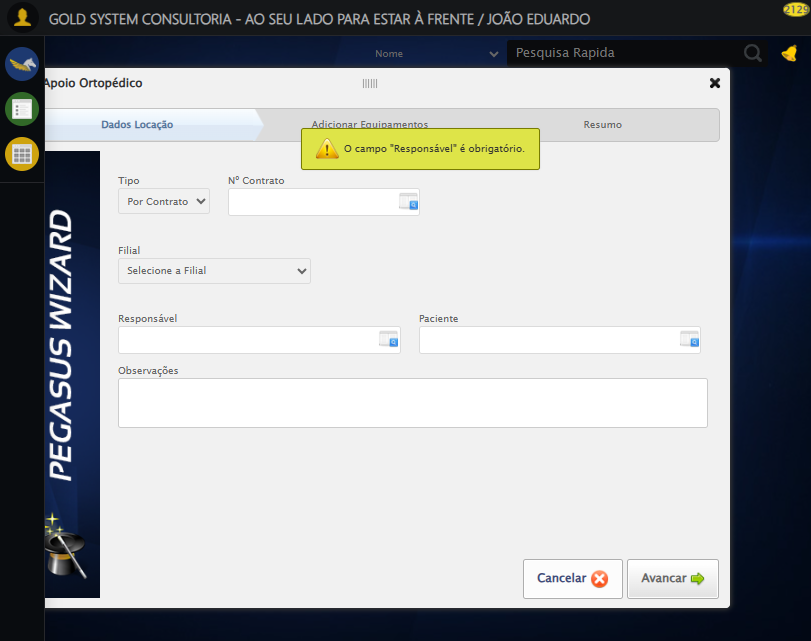 GOLD SYSTEM CONSULTORIA - AO SEU LADO PARA ESTAR À FRENTE / JOÃO EDUARDO
2129
Nome
Pesquisa Rapida
Apoio Ortopédico
Dados Locação
Adicionar Equipamentos
Resumo
O campo "Responsável" é obrigatório.
Tipo
Nº Contrato
Por Contrato
Filial
Selecione a Filial
Responsável
Paciente
Observações
PEGASUS WIZARD
Cancelar
Avancar